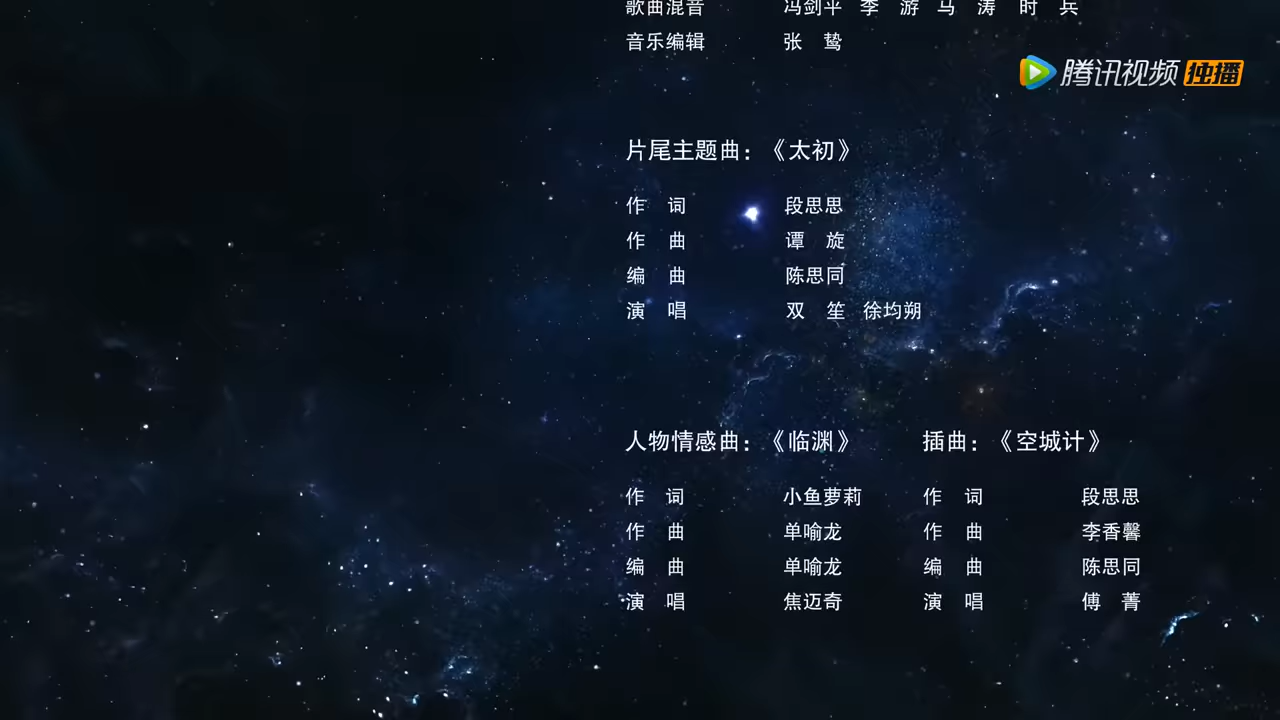 歌曲混音 冯剑平 李 游 马 涛 时 兵
音乐编辑 张 鸷
腾讯视频 独播
片尾主题曲：《太初》
作 词 段思思
作 曲 谭 旋
编 曲 陈思同
演 唱 双 笙 徐均朔
人物情感曲：《临渊》
作 词 小鱼萝莉
作 曲 单喻龙
编 曲 单喻龙
演 唱 焦迈奇
插曲：《空城计》
作 词 段思思
作 曲 李香馨
编 曲 陈思同
演 唱 傅 菁